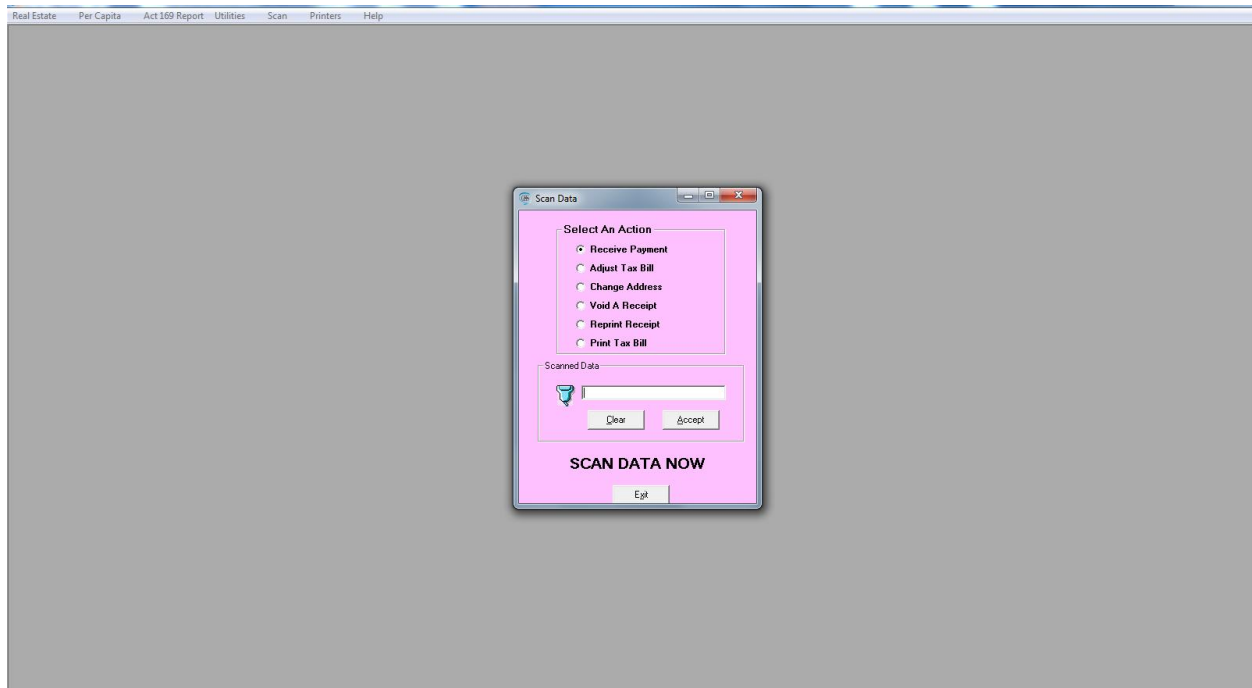 Real Estate Per Capita Act 169 Report Utilities Scan Printers Help
Scan Data
Select An Action
Receive Payment
Adjust Tax Bill
Change Address
Void A Receipt
Reprint Receipt
Print Tax Bill
Scanned Data
Clear Accept
SCAN DATA NOW
Exit